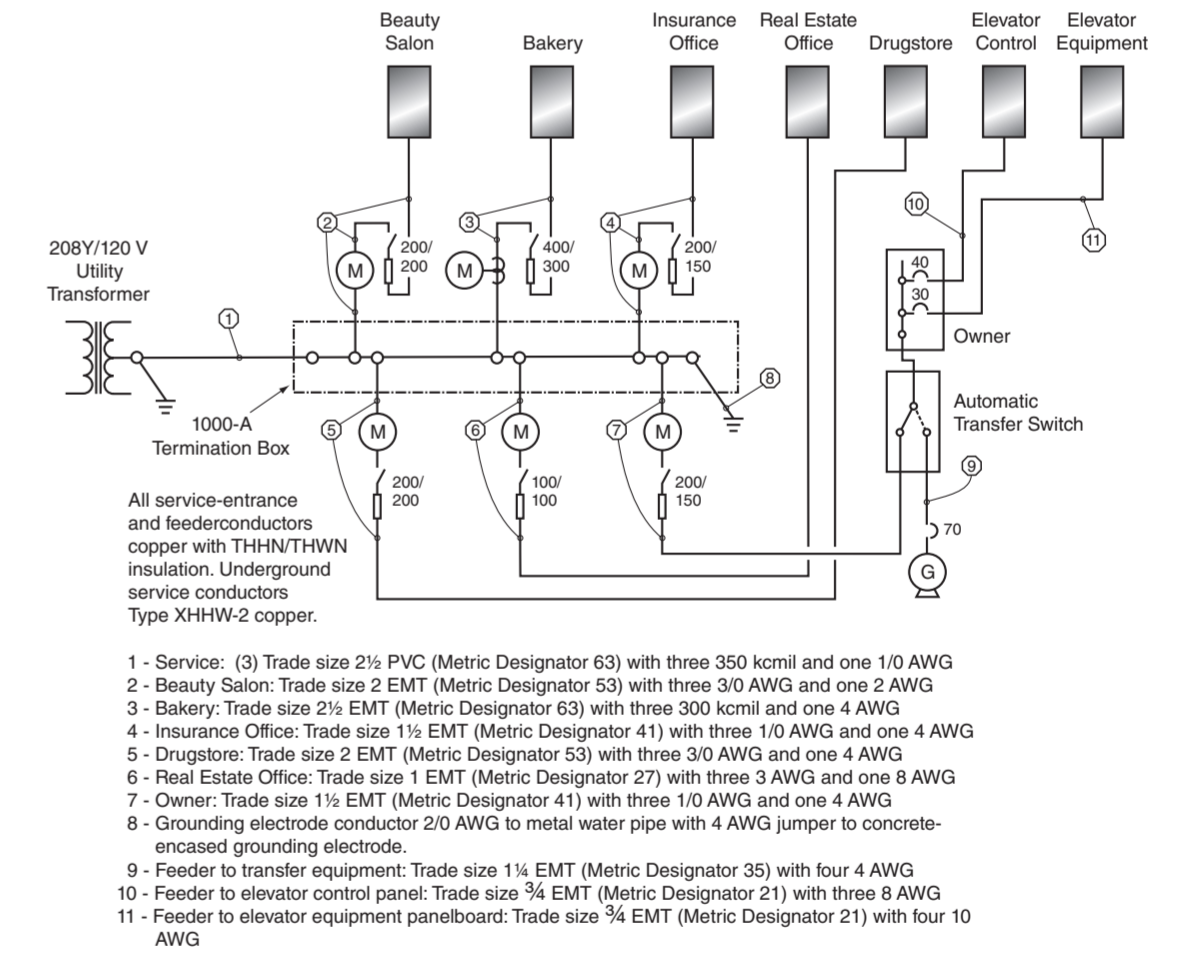 Beauty
Salon
Bakery
Insurance
Office
Real Estate
Office
Drugstore
Elevator
Control
Elevator
Equipment
2
3
4
10
11
200/
200
400/
300
200/
150
M
M
M
40
30
Owner
208Y/120 V
Utility
Transformer
1
8
1000-A
Termination Box
5
6
7
M
M
M
200/
200
100/
100
200/
150
Automatic
Transfer Switch
9
70
G
All service-entrance
and feederconductors
copper with THHN/THWN
insulation. Underground
service conductors
Type XHHW-2 copper.
1 - Service: (3) Trade size 2½ PVC (Metric Designator 63) with three 350 kcmil and one 1/0 AWG
2 - Beauty Salon: Trade size 2 EMT (Metric Designator 53) with three 3/0 AWG and one 2 AWG
3 - Bakery: Trade size 2½ EMT (Metric Designator 63) with three 300 kcmil and one 4 AWG
4 - Insurance Office: Trade size 1½ EMT (Metric Designator 41) with three 1/0 AWG and one 4 AWG
5 - Drugstore: Trade size 2 EMT (Metric Designator 53) with three 3/0 AWG and one 4 AWG
6 - Real Estate Office: Trade size 1 EMT (Metric Designator 27) with three 3 AWG and one 8 AWG
7 - Owner: Trade size 1½ EMT (Metric Designator 41) with three 1/0 AWG and one 4 AWG
8 - Grounding electrode conductor 2/0 AWG to metal water pipe with 4 AWG jumper to concrete-
encased grounding electrode.
9 - Feeder to transfer equipment: Trade size 1¼ EMT (Metric Designator 35) with four 4 AWG
10 - Feeder to elevator control panel: Trade size ¾ EMT (Metric Designator 21) with three 8 AWG
11 - Feeder to elevator equipment panelboard: Trade size ¾ EMT (Metric Designator 21) with four 10
AWG